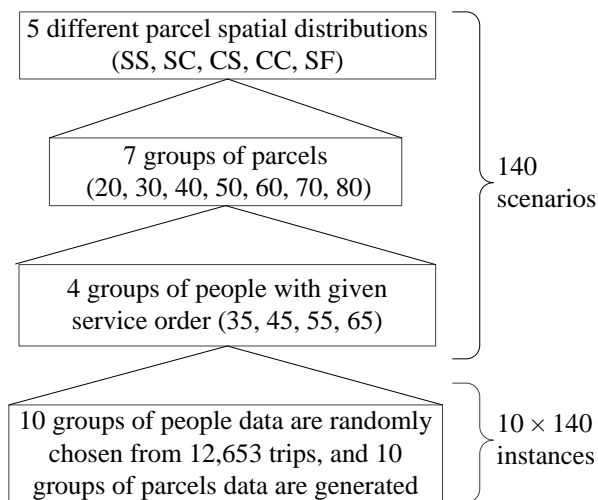 5 different parcel spatial distributions
(SS, SC, CS, CC, SF)
7 groups of parcels
(20, 30, 40, 50, 60, 70, 80)
140
scenarios
4 groups of people with given
service order (35, 45, 55, 65)
10 groups of people data are randomly
chosen from 12,653 trips, and 10
groups of parcels data are generated
10 × 140
instances